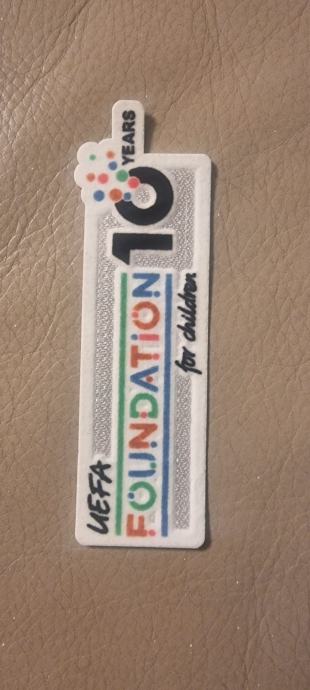 UEFA
FOUNDATION
for children
10
YEARS